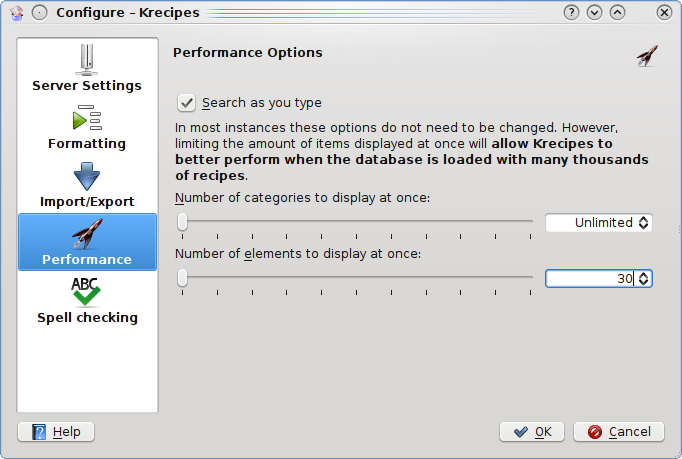 Configure – Krecipes
Server Settings
Formatting
Import/Export
Performance
ABC
Spell checking
Performance Options
Search as you type
In most instances these options do not need to be changed. However,
limiting the amount of items displayed at once will allow Krecipes to
better perform when the database is loaded with many thousands
of recipes.
Number of categories to display at once:
Unlimited
Number of elements to display at once:
30
Help
OK
Cancel